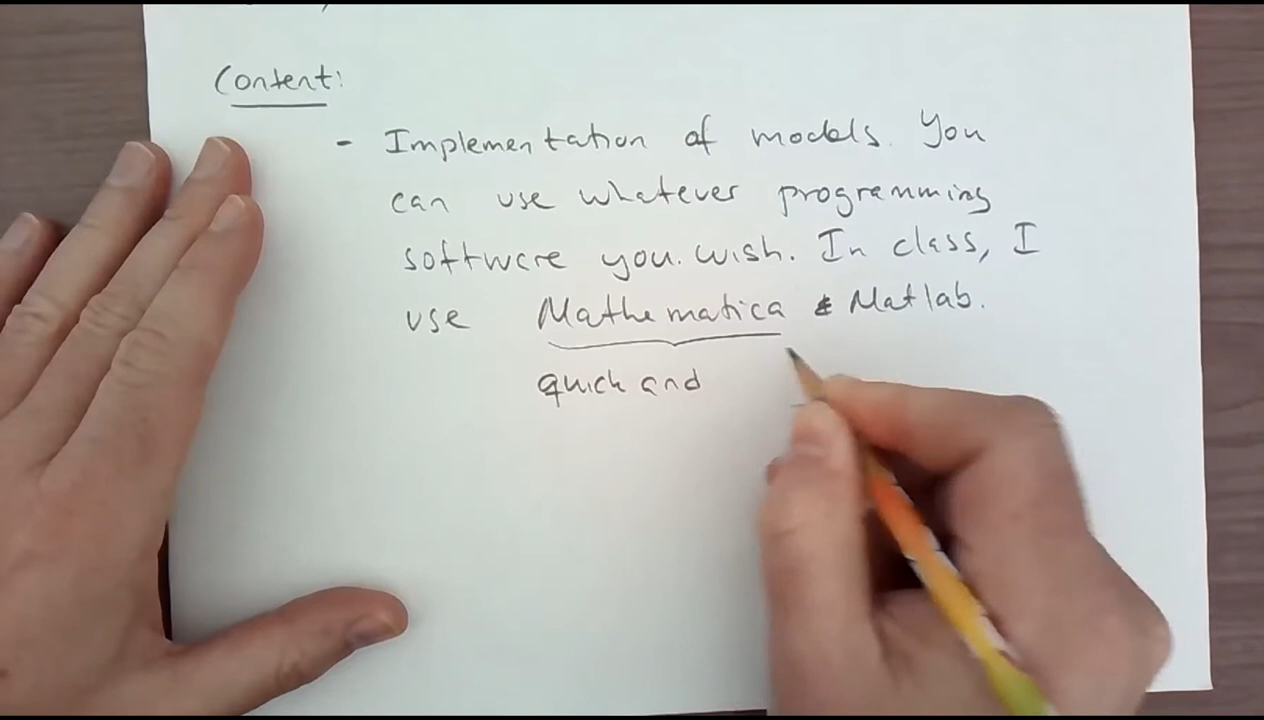 Content:
- Implementation of models. You
can use whatever programming
software you wish. In class, I
use Mathematica & Matlab.
quick and